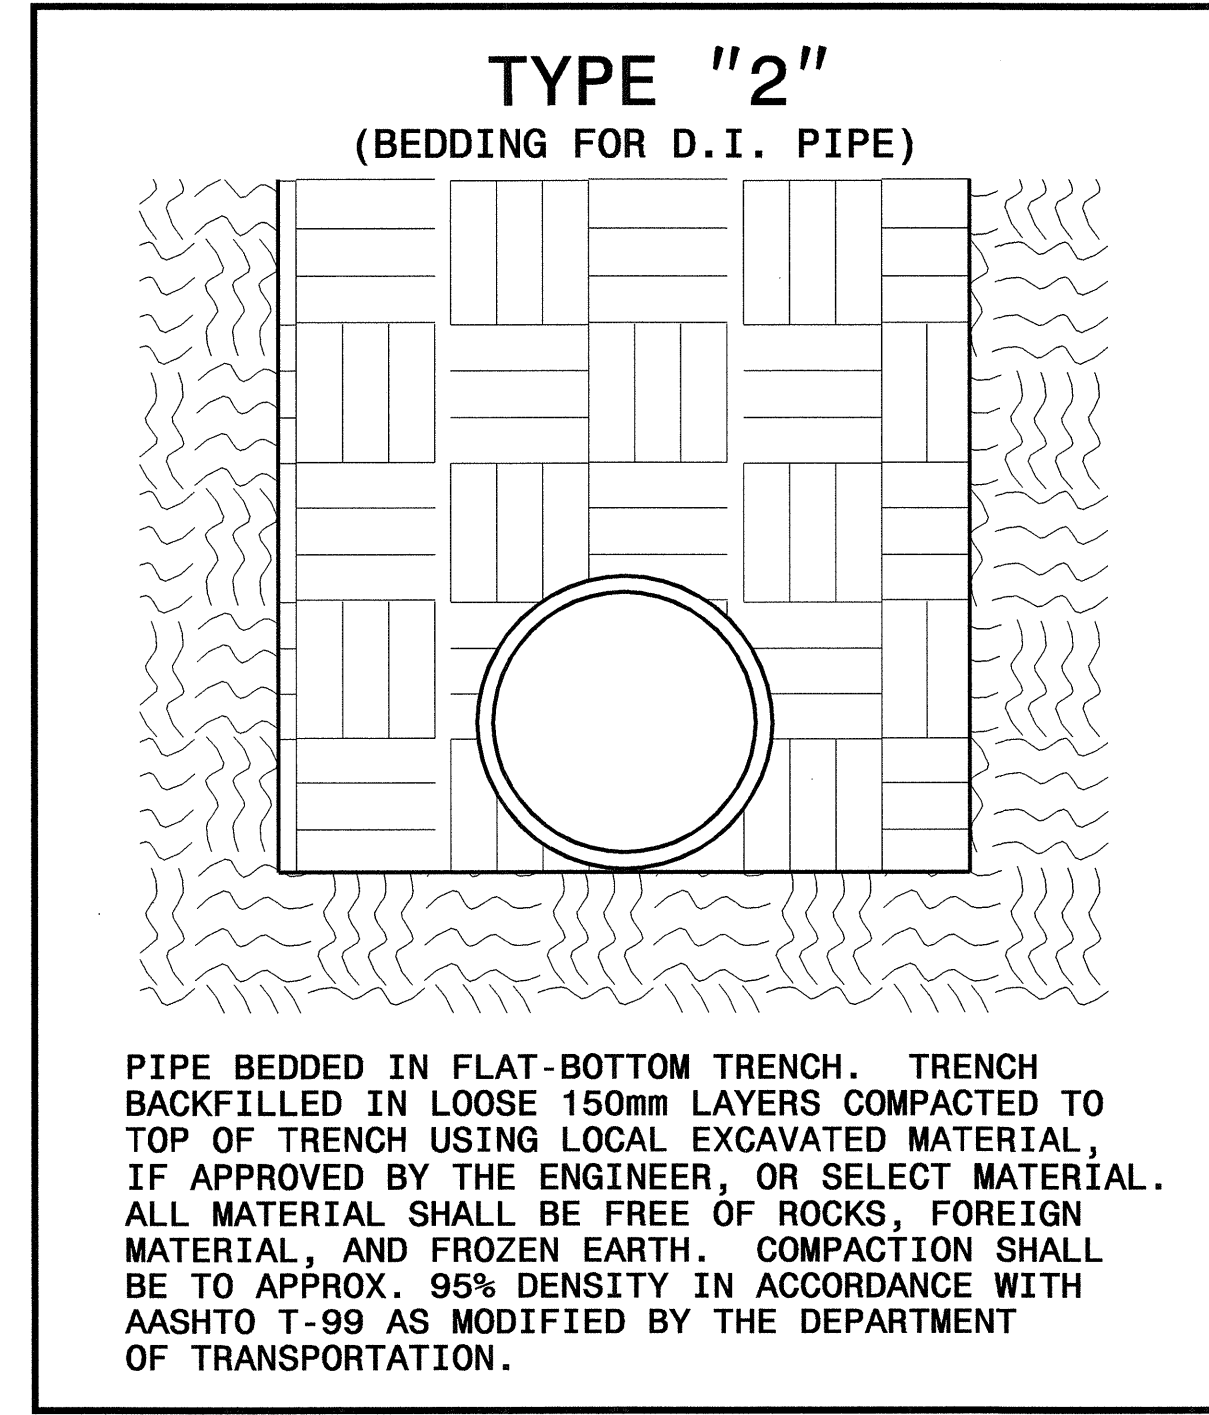 TYPE "2"
(BEDDING FOR D.I. PIPE)
PIPE BEDDED IN FLAT-BOTTOM TRENCH.  TRENCH
BACKFILLED IN LOOSE 150mm LAYERS COMPACTED TO
TOP OF TRENCH USING LOCAL EXCAVATED MATERIAL,
IF APPROVED BY THE ENGINEER, OR SELECT MATERIAL.
ALL MATERIAL SHALL BE FREE OF ROCKS, FOREIGN
MATERIAL, AND FROZEN EARTH.  COMPACTION SHALL
BE TO APPROX. 95% DENSITY IN ACCORDANCE WITH
AASHTO T-99 AS MODIFIED BY THE DEPARTMENT
OF TRANSPORTATION.